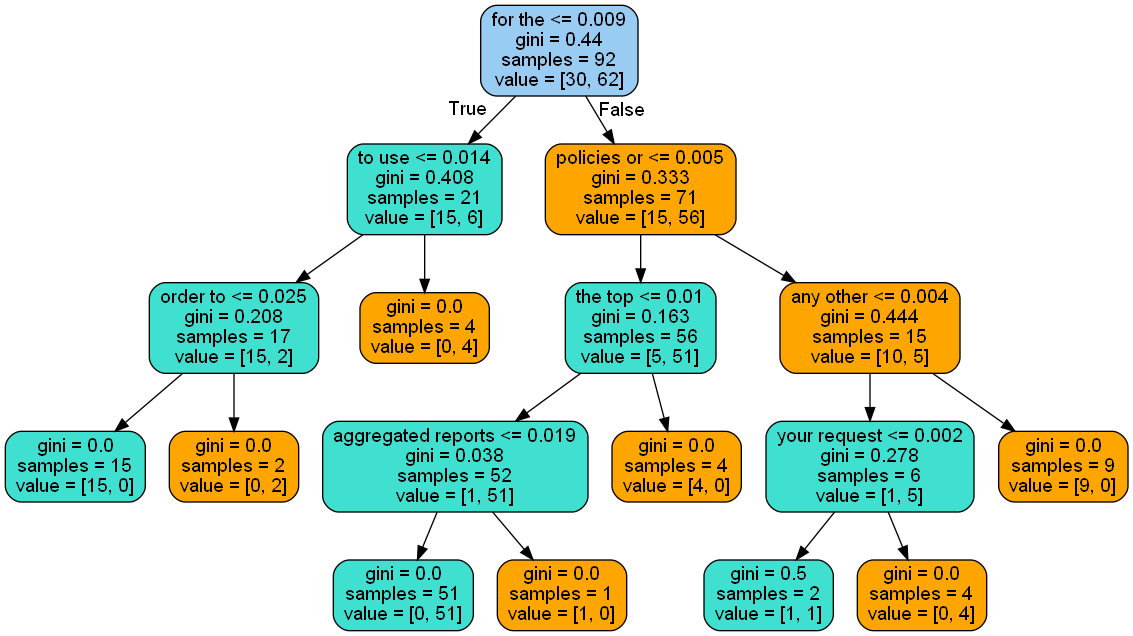 for the <= 0.009
gini = 0.44
samples = 92
value = [30, 62]
True
False
to use <= 0.014
gini = 0.408
samples = 21
value = [15, 6]
policies or <= 0.005
gini = 0.333
samples = 71
value = [15, 56]
order to <= 0.025
gini = 0.208
samples = 17
value = [15, 2]
gini = 0.0
samples = 4
value = [0, 4]
the top <= 0.01
gini = 0.163
samples = 56
value = [5, 51]
any other <= 0.004
gini = 0.444
samples = 15
value = [10, 5]
gini = 0.0
samples = 15
value = [15, 0]
gini = 0.0
samples = 2
value = [0, 2]
aggregated reports <= 0.019
gini = 0.038
samples = 52
value = [1, 51]
gini = 0.0
samples = 4
value = [4, 0]
your request <= 0.002
gini = 0.278
samples = 6
value = [1, 5]
gini = 0.0
samples = 9
value = [9, 0]
gini = 0.0
samples = 51
value = [0, 51]
gini = 0.0
samples = 1
value = [1, 0]
gini = 0.5
samples = 2
value = [1, 1]
gini = 0.0
samples = 4
value = [0, 4]